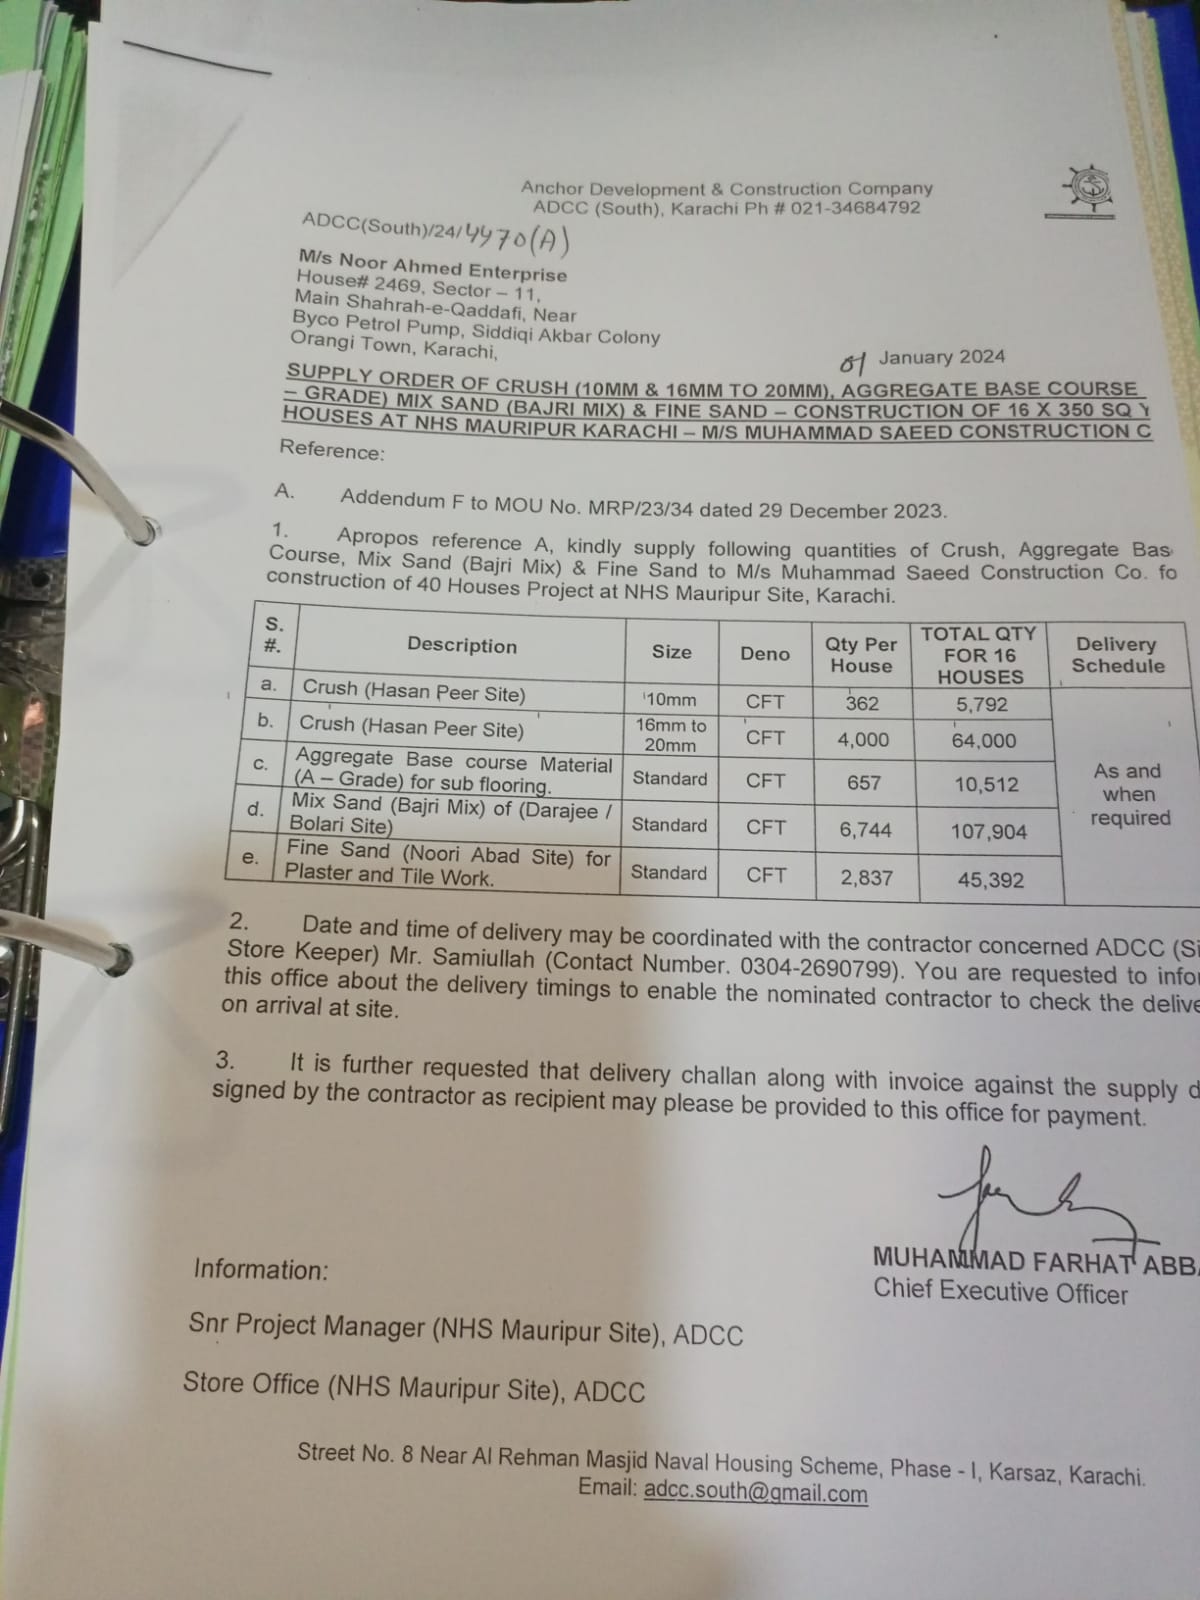 Anchor Development & Construction Company
ADCC (South), Karachi Ph # 021-34684792
ADCC(South)/24/4470(A)
M/s Noor Ahmed Enterprise
House# 2469, Sector – 11,
Main Shahrah-e-Qaddafi, Near
Byco Petrol Pump, Siddiqi Akbar Colony
Orangi Town, Karachi,
01 January 2024
SUPPLY ORDER OF CRUSH (10MM & 16MM TO 20MM), AGGREGATE BASE COURSE
– GRADE) MIX SAND (BAJRI MIX) & FINE SAND – CONSTRUCTION OF 16 X 350 SQ Y
HOUSES AT NHS MAURIPUR KARACHI – M/S MUHAMMAD SAEED CONSTRUCTION C
Reference:
A. Addendum F to MOU No. MRP/23/34 dated 29 December 2023.
1. Apropos reference A, kindly supply following quantities of Crush, Aggregate Bas
Course, Mix Sand (Bajri Mix) & Fine Sand to M/s Muhammad Saeed Construction Co. fo
construction of 40 Houses Project at NHS Mauripur Site, Karachi.
S. #. Description Size Deno Qty Per House TOTAL QTY FOR 16 HOUSES Delivery Schedule
a. Crush (Hasan Peer Site) 10mm CFT 362 5,792
b. Crush (Hasan Peer Site) 16mm to 20mm CFT 4,000 64,000
c. Aggregate Base course Material (A – Grade) for sub flooring. Standard CFT 657 10,512
As and when required
d. Mix Sand (Bajri Mix) of (Darajee / Bolari Site) Standard CFT 6,744 107,904
e. Fine Sand (Noori Abad Site) for Plaster and Tile Work. Standard CFT 2,837 45,392
2. Date and time of delivery may be coordinated with the contractor concerned ADCC (Si
Store Keeper) Mr. Samiullah (Contact Number. 0304-2690799). You are requested to info
this office about the delivery timings to enable the nominated contractor to check the delive
on arrival at site.
3. It is further requested that delivery challan along with invoice against the supply d
signed by the contractor as recipient may please be provided to this office for payment.
MUHAMMAD FARHAT ABBA
Chief Executive Officer
Information:
Snr Project Manager (NHS Mauripur Site), ADCC
Store Office (NHS Mauripur Site), ADCC
Street No. 8 Near Al Rehman Masjid Naval Housing Scheme, Phase - I, Karsaz, Karachi.
Email: adcc.south@gmail.com